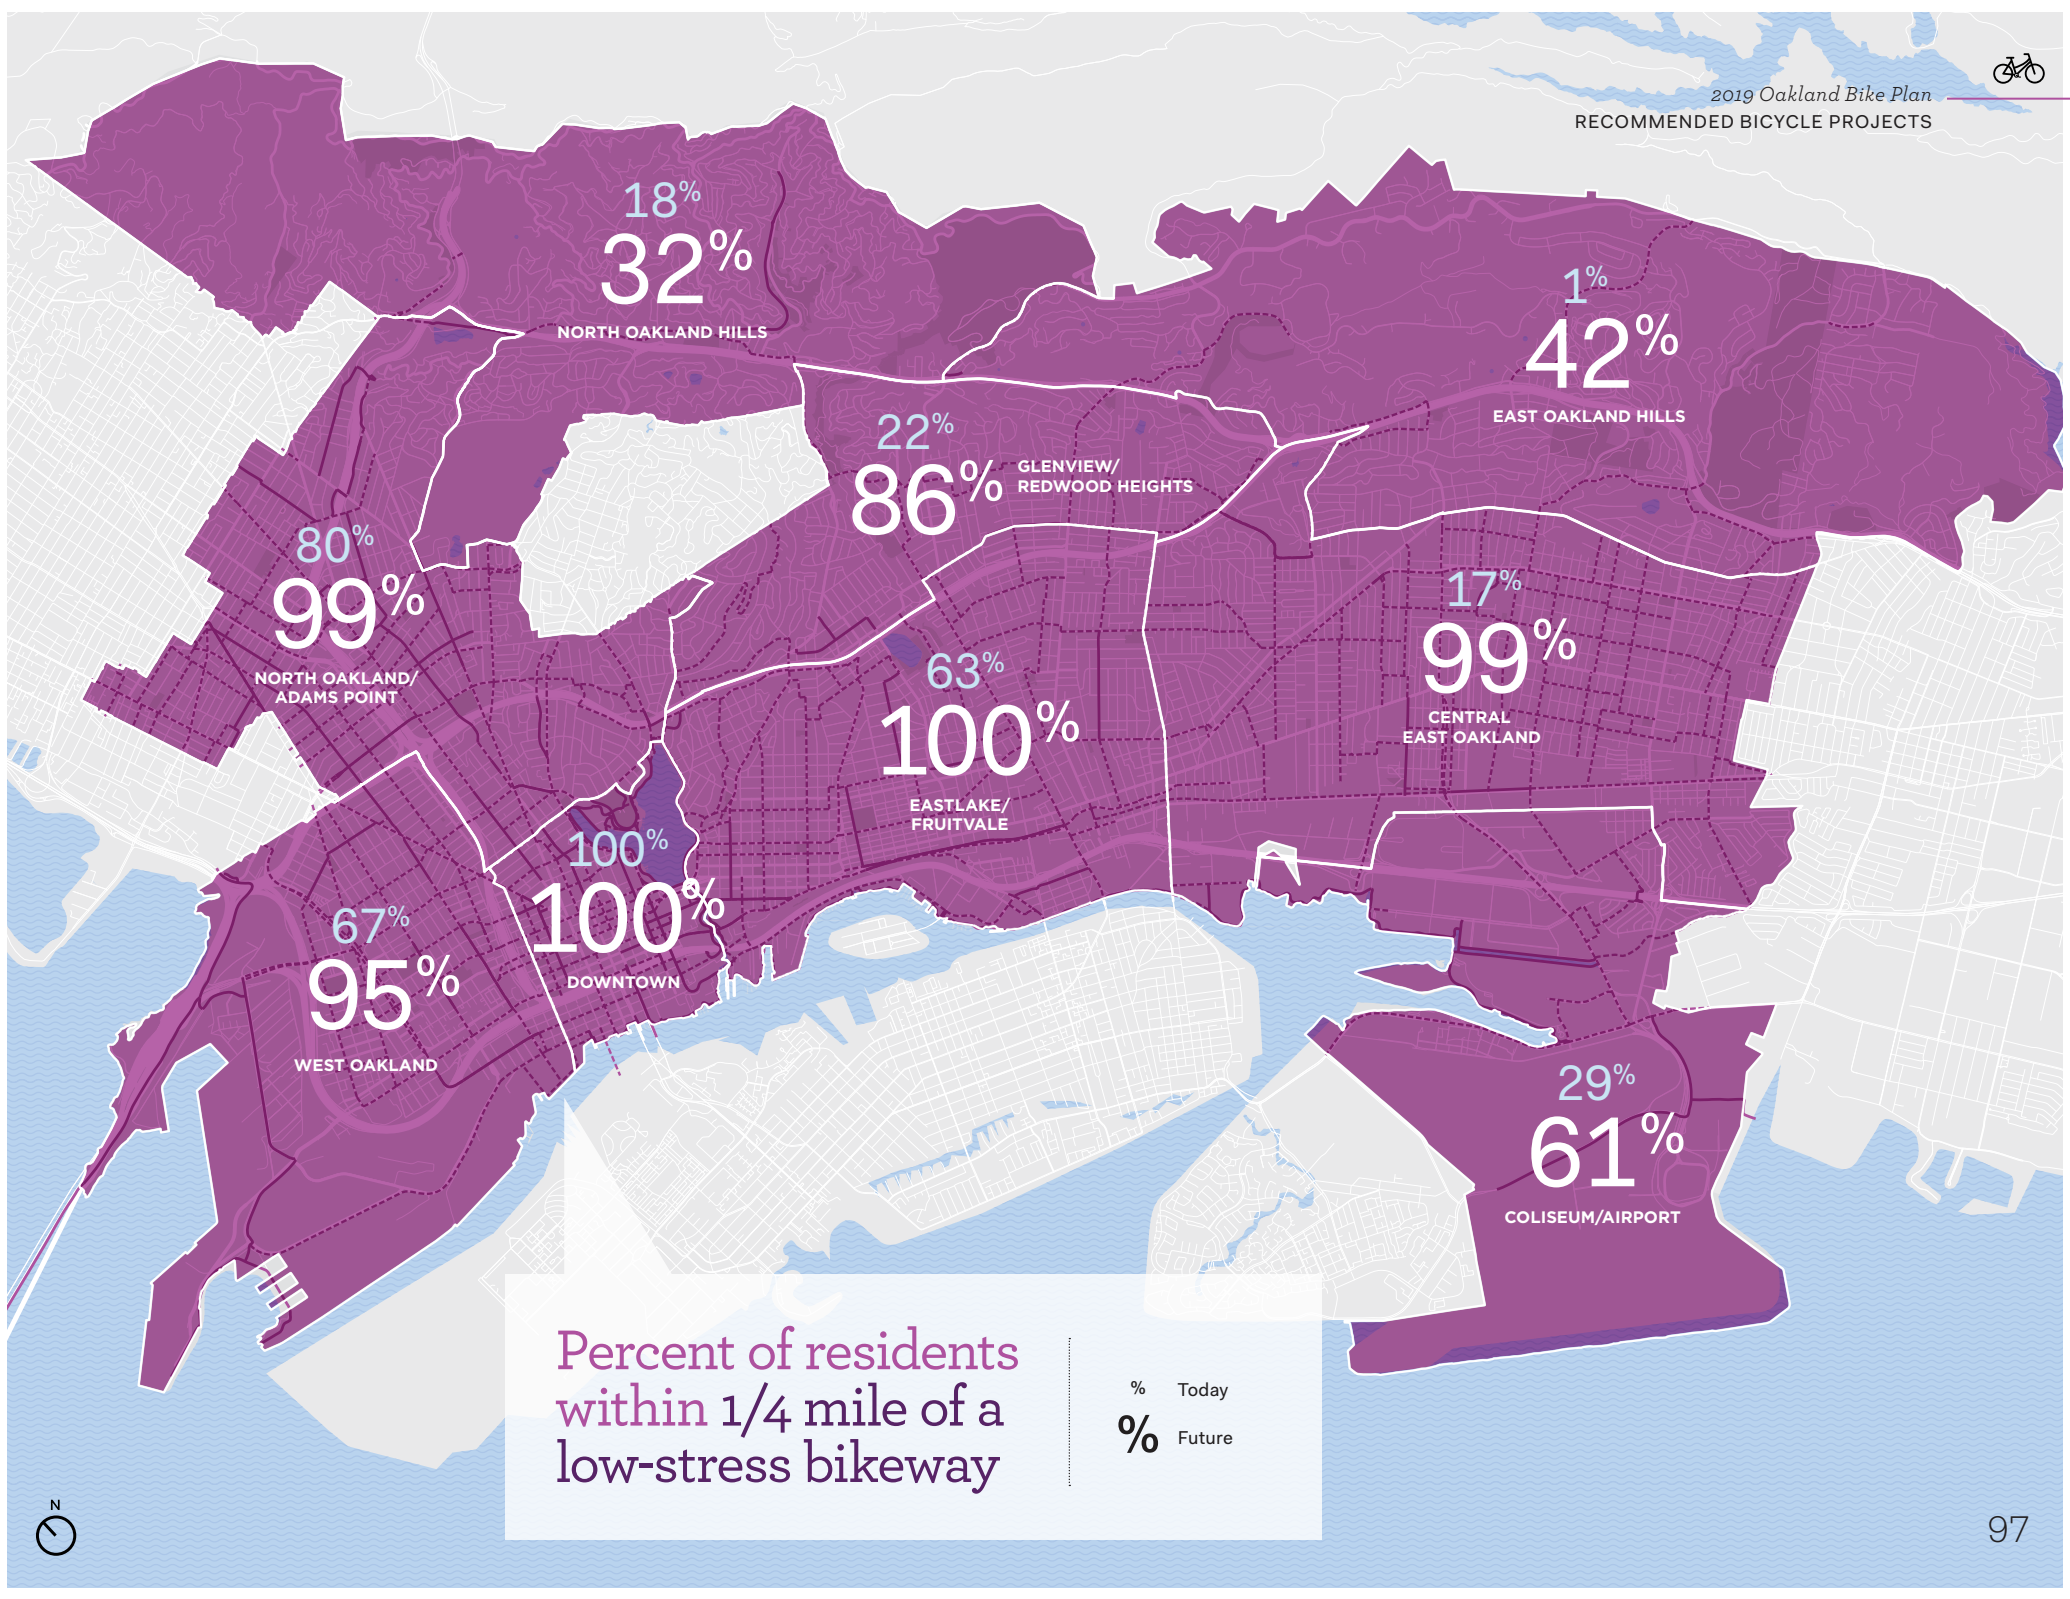 2019 Oakland Bike Plan
RECOMMENDED BICYCLE PROJECTS
18%
32%
NORTH OAKLAND HILLS
1%
42%
EAST OAKLAND HILLS
22%
86%
GLENVIEW/
REDWOOD HEIGHTS
80%
99%
NORTH OAKLAND/
ADAMS POINT
17%
99%
CENTRAL
EAST OAKLAND
63%
100%
EASTLAKE/
FRUITVALE
100%
100%
DOWNTOWN
67%
95%
WEST OAKLAND
29%
61%
COLISEUM/AIRPORT
Percent of residents
within 1/4 mile of a
low-stress bikeway
% Today
% Future
N
97